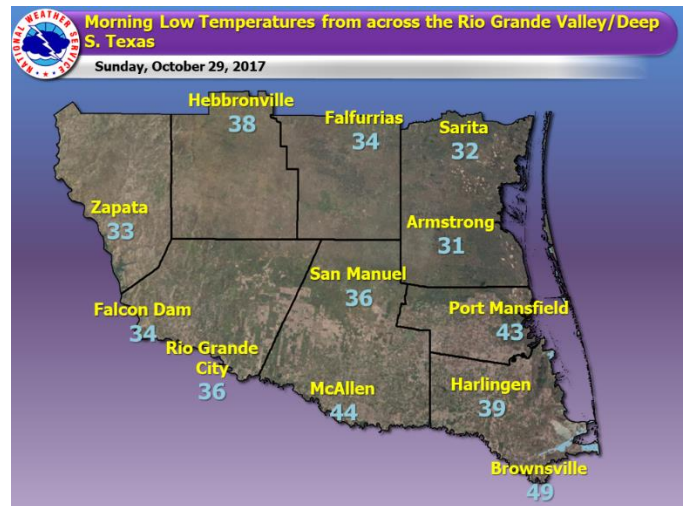 Morning Low Temperatures from across the Rio Grande Valley/Deep
S. Texas
NATIONAL WEATHER SERVICE
Sunday, October 29, 2017
Hebbronville
38
Falfurrias
34
Sarita
32
Zapata
33
Armstrong
31
San Manuel
36
Falcon Dam
34
Port Mansfield
43
Rio Grande
City
36
McAllen
44
Harlingen
39
Brownsville
49